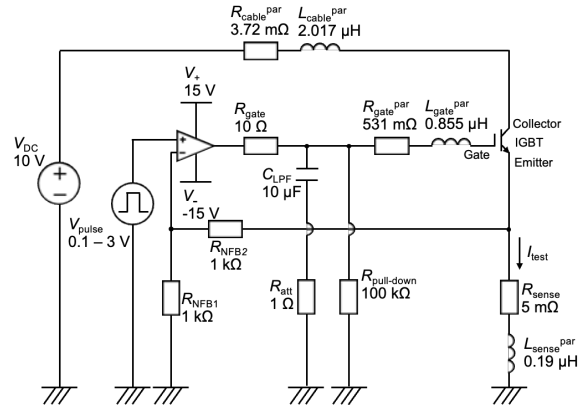 R_cable^par
3.72 mΩ
L_cable^par
2.017 μH
V_+
15 V
R_gate
10 Ω
R_gate^par
531 mΩ
L_gate^par
0.855 μH
Collector
IGBT
Emitter
Gate
V_DC
10 V
+
−
+
-
C_LPF
10 μF
V_-
-15 V
V_pulse
0.1 – 3 V
R_NFB2
1 kΩ
I_test
R_NFB1
1 kΩ
R_att
1 Ω
R_pull-down
100 kΩ
R_sense
5 mΩ
L_sense^par
0.19 μH